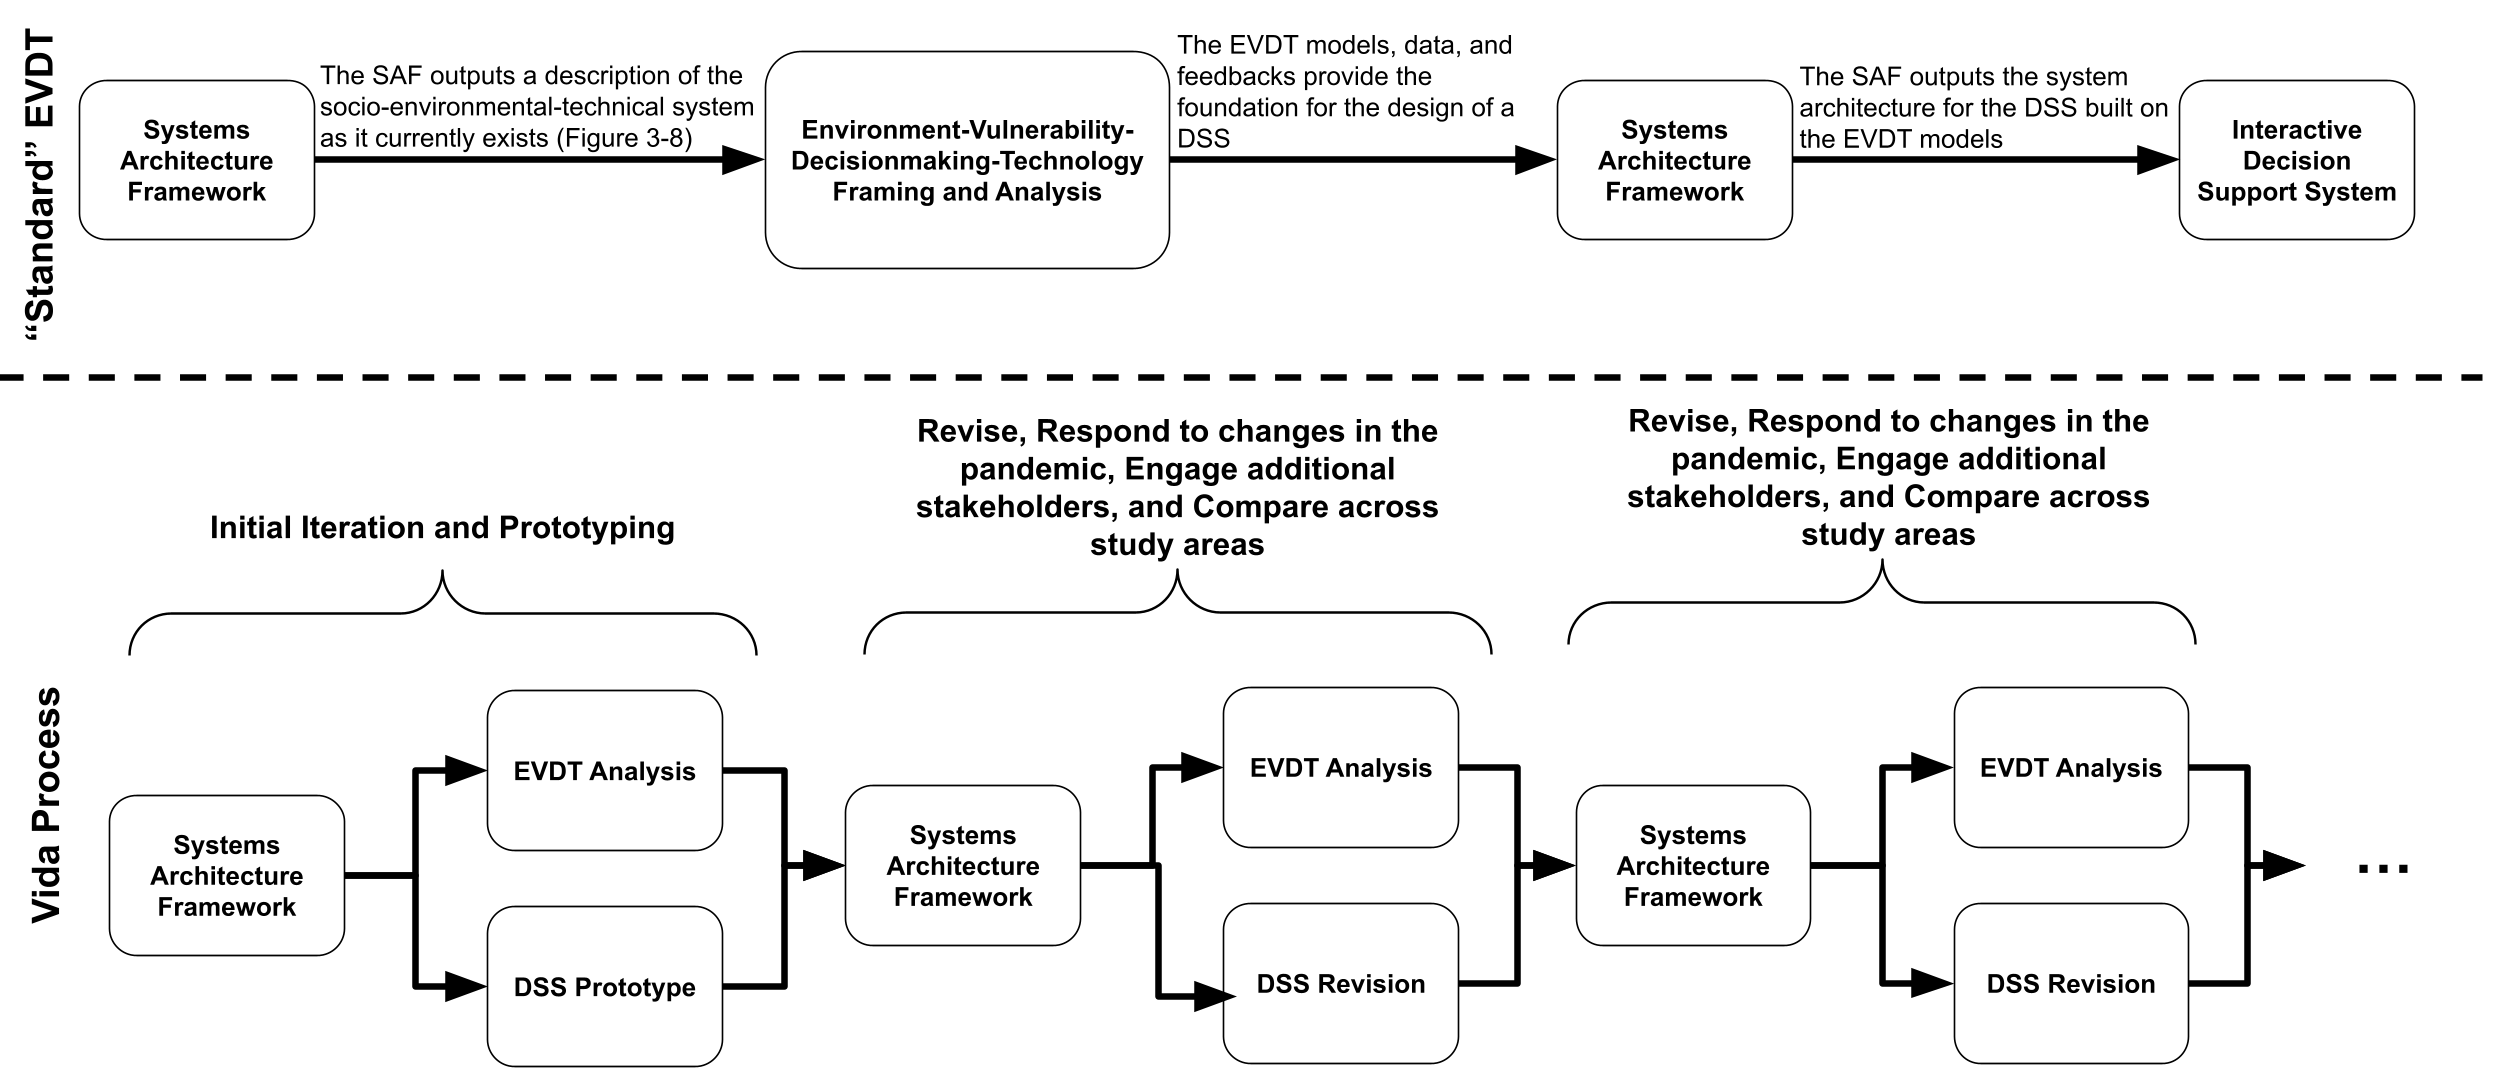 “Standard” EVDT
Systems
Architecture
Framework
The SAF outputs a description of the
socio-environmental-technical system
as it currently exists (Figure 3-8)
Environment-Vulnerability-
Decisionmaking-Technology
Framing and Analysis
The EVDT models, data, and
feedbacks provide the
foundation for the design of a
DSS
Systems
Architecture
Framework
The SAF outputs the system
architecture for the DSS built on
the EVDT models
Interactive
Decision
Support System
Vida Process
Initial Iteration and Prototyping
Systems
Architecture
Framework
EVDT Analysis
DSS Prototype
Revise, Respond to changes in the
pandemic, Engage additional
stakeholders, and Compare across
study areas
Systems
Architecture
Framework
EVDT Analysis
DSS Revision
Revise, Respond to changes in the
pandemic, Engage additional
stakeholders, and Compare across
study areas
Systems
Architecture
Framework
EVDT Analysis
DSS Revision
...